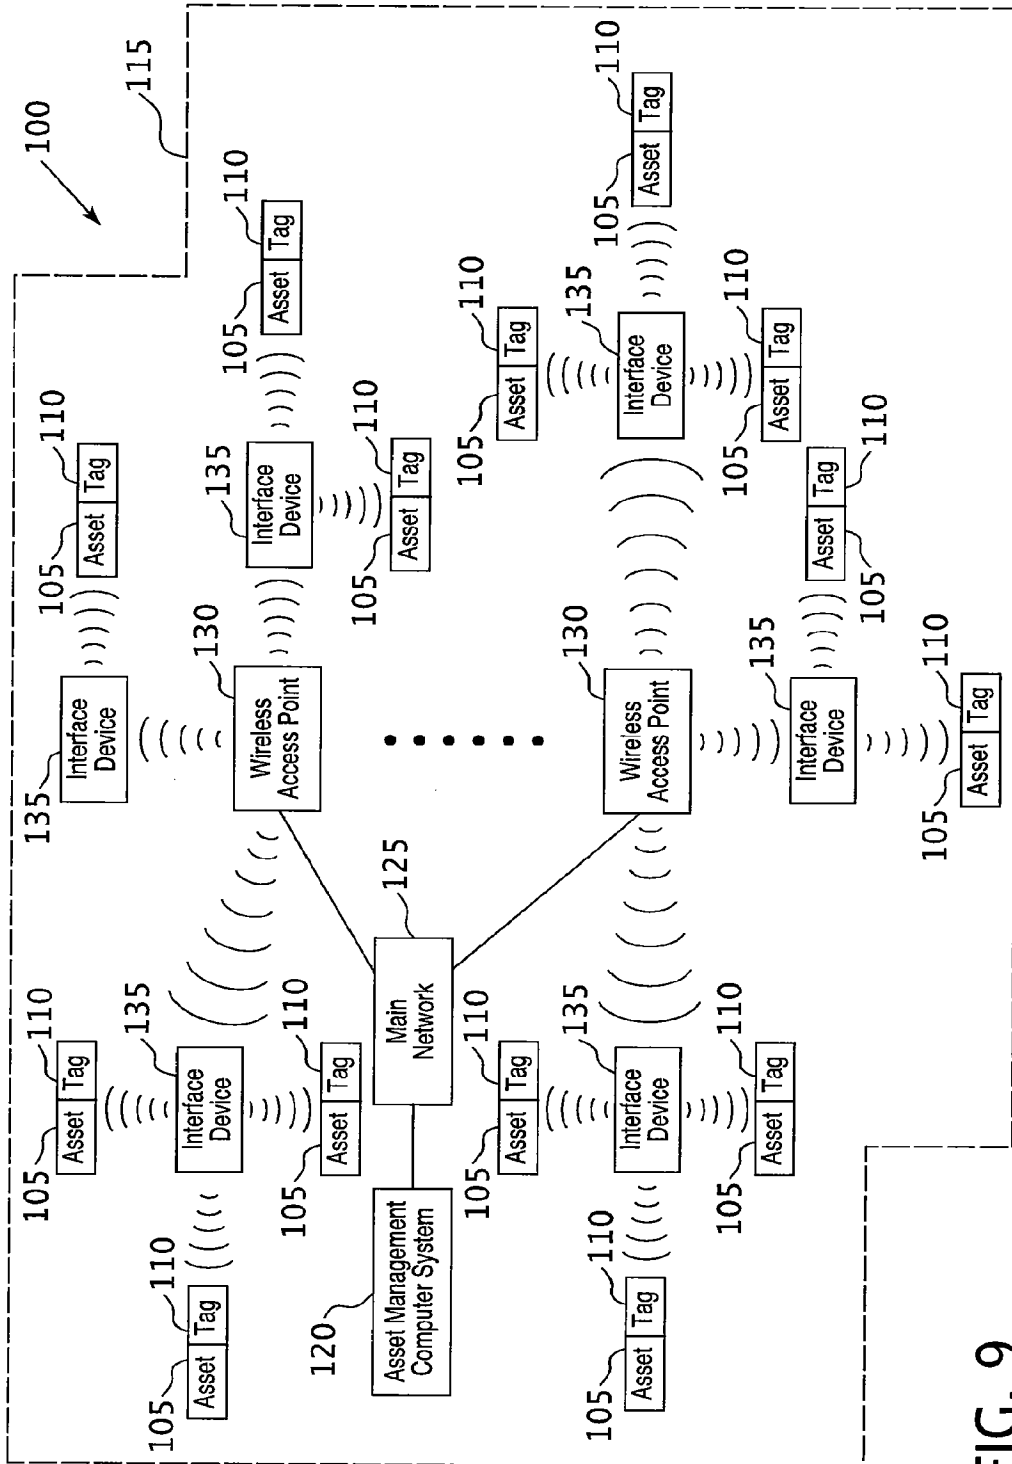 105
110
135
105
110
100
Asset Tag
Interface
Device
Asset Tag
105
110
135
115
Asset Tag
Interface
Device
130
135
105
110
Wireless
Access Point
Interface
Device
Asset Tag
105
110
Asset Tag
120
125
105
110
Asset Management
Computer System
Main
Network
Asset Tag
105
110
105
110
Asset Tag
Asset Tag
105
110
135
130
135
105
110
Asset Tag
Interface
Device
Wireless
Access Point
Interface
Device
Asset Tag
105
110
105
110
Asset Tag
135
Asset Tag
Interface
Device
Asset Tag
105
110
105
110
Asset Tag
FIG. 9